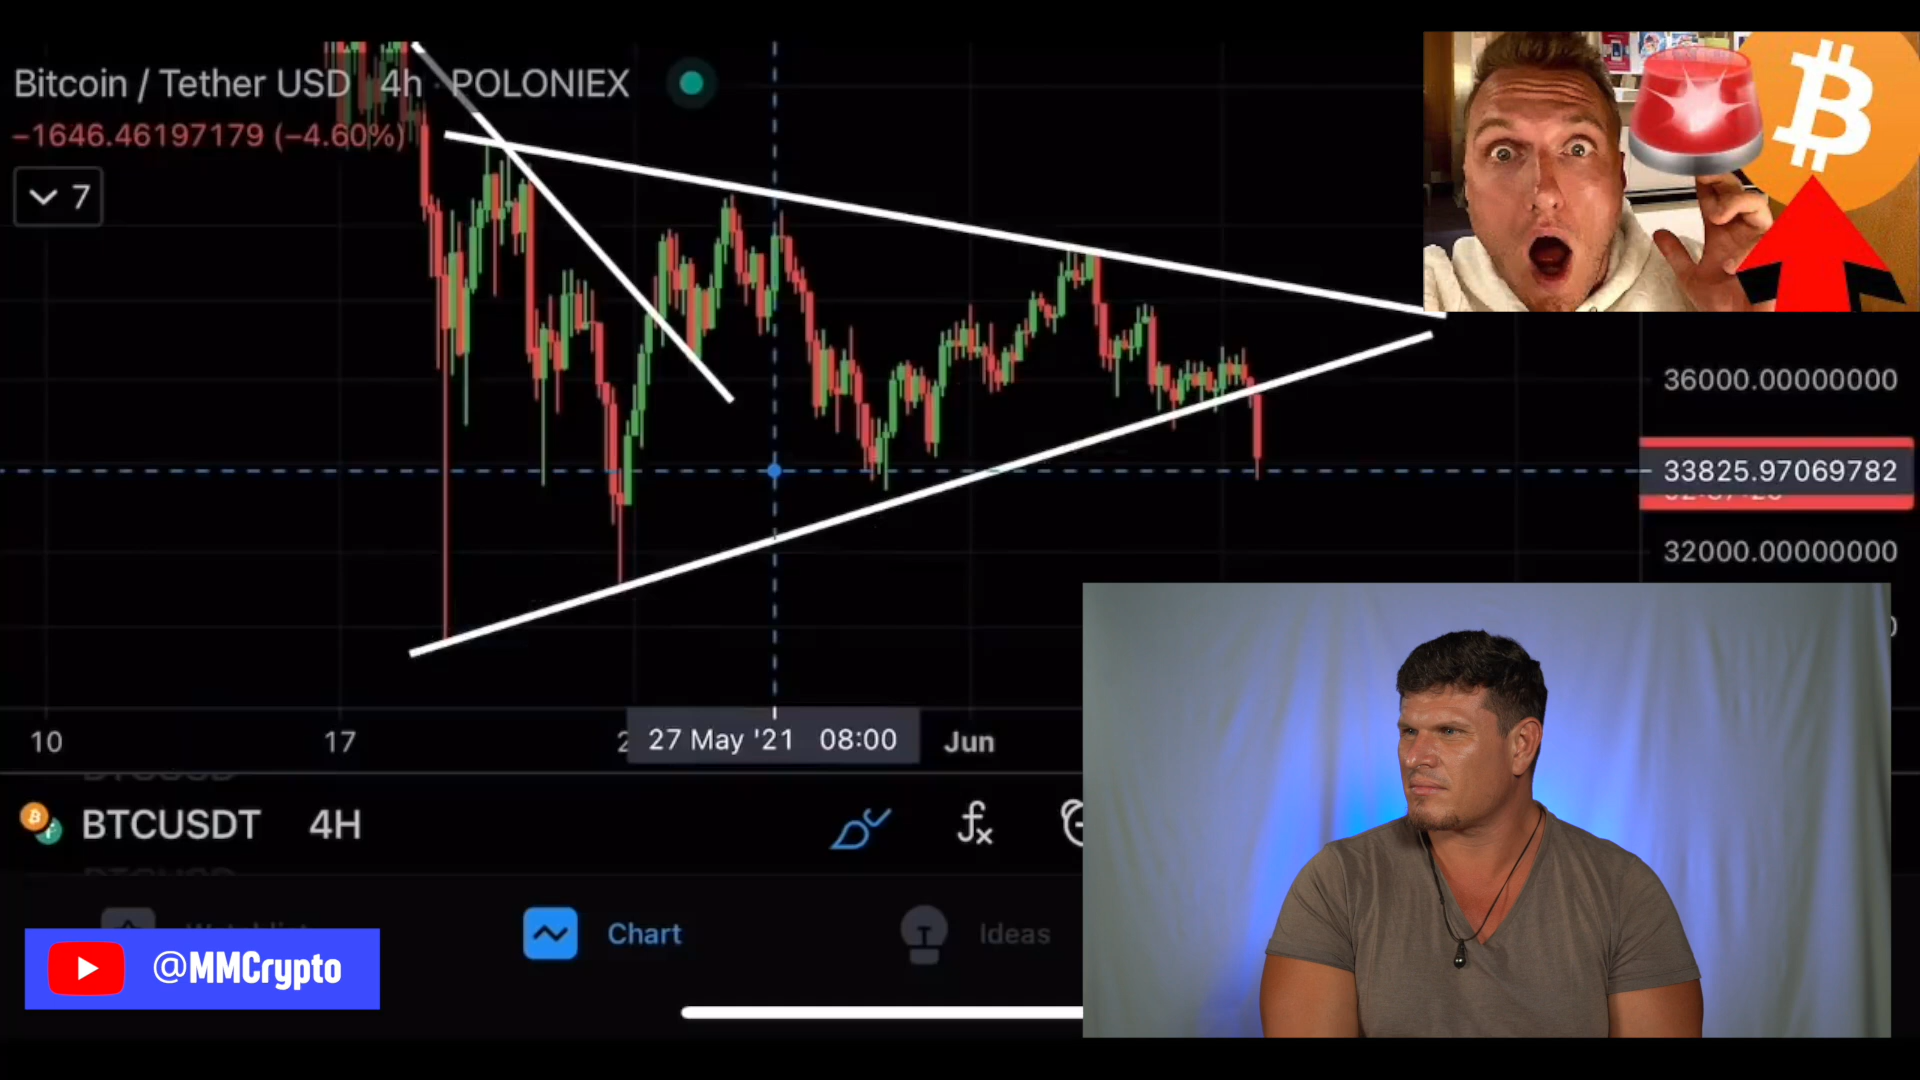 Bitcoin / Tether USD 4h · POLONIEX
−1646.46197179 (−4.60%)
7
36000.00000000
33825.97069782
32000.00000000
10 17 2 27 May '21 08:00 Jun
BTCUSDT 4H
Chart Ideas
@MMCrypto